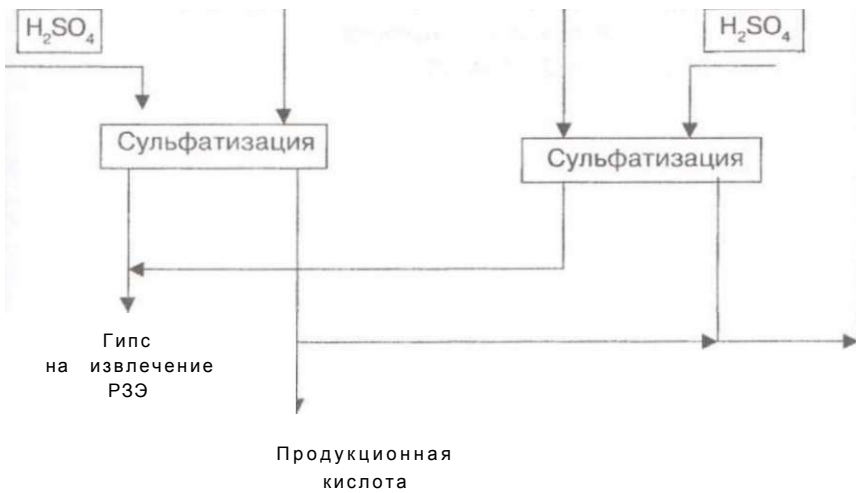 H₂SO₄
H₂SO₄
Сульфатизация
Сульфатизация
Гипс
на извлечение
РЗЭ
Продукционная
кислота